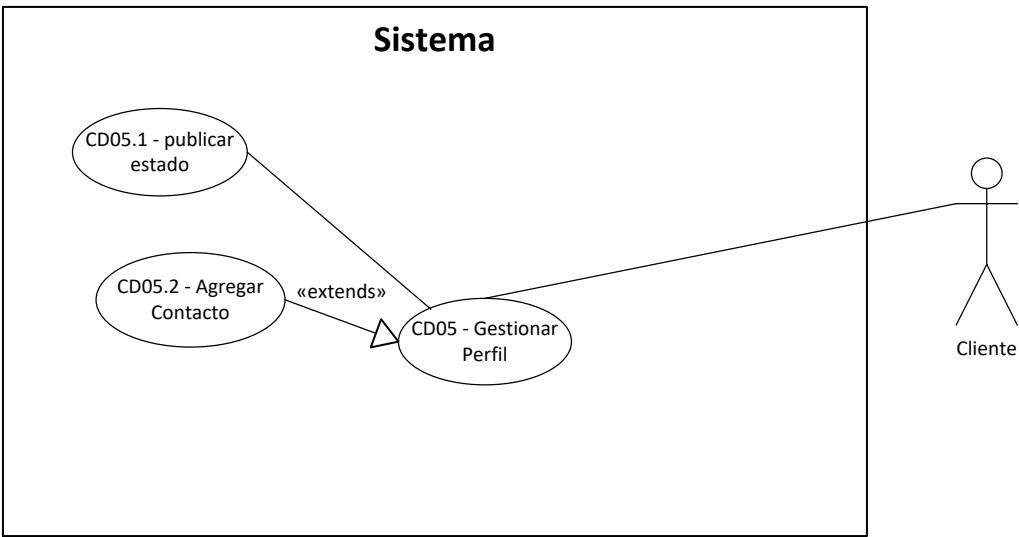 Sistema
CD05.1 - publicar
estado
CD05.2 - Agregar
Contacto
«extends»
CD05 - Gestionar
Perfil
Cliente